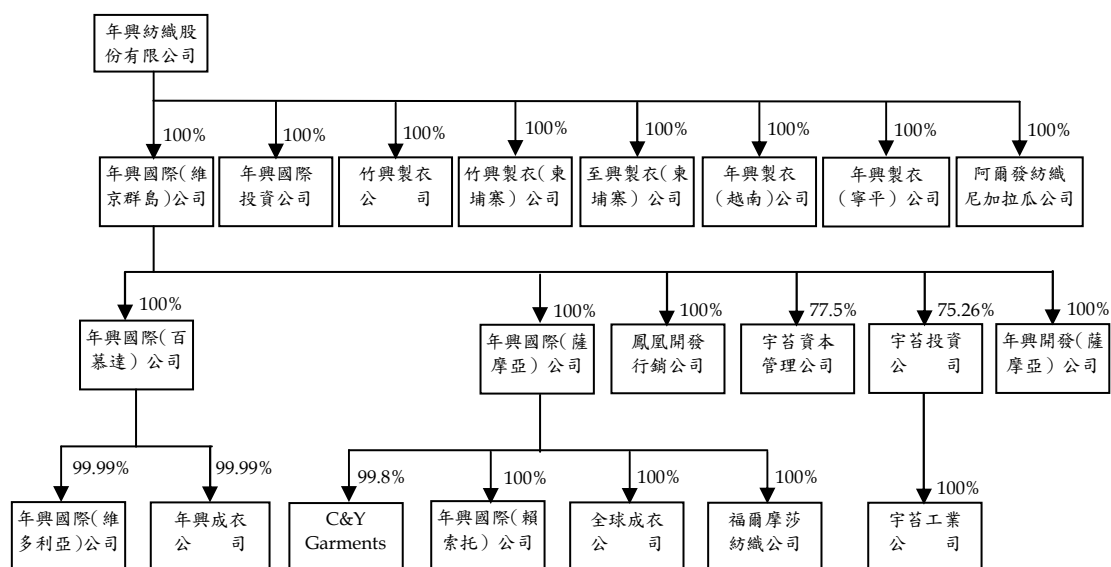 年興紡織股
份有限公司
100%
100%
100%
100%
100%
100%
100%
100%
年興國際(維
京群島)公司
年興國際
投資公司
竹興製衣
公 司
竹興製衣(柬
埔寨)公司
至興製衣(柬
埔寨)公司
年興製衣
(越南)公司
年興製衣
(寧平)公司
阿爾發紡織
尼加拉瓜公司
100%
100%
100%
77.5%
75.26%
100%
年興國際(百
慕達)公司
年興國際(薩
摩亞)公司
鳳凰開發
行銷公司
宇苔資本
管理公司
宇苔投資
公 司
年興開發(薩
摩亞)公司
99.99%
99.99%
99.8%
100%
100%
100%
100%
年興國際(維
多利亞)公司
年興成衣
公 司
C&Y
Garments
年興國際(賴
索托)公司
全球成衣
公 司
福爾摩莎
紡織公司
宇苔工業
公 司